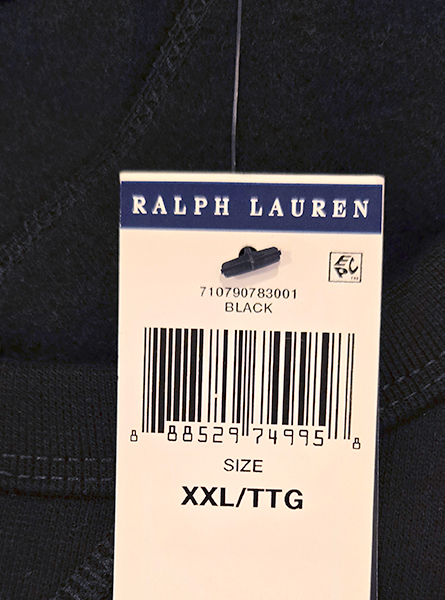 RALPH LAUREN
710790783001
BLACK
8 88529 74995 8
SIZE
XXL/TTG